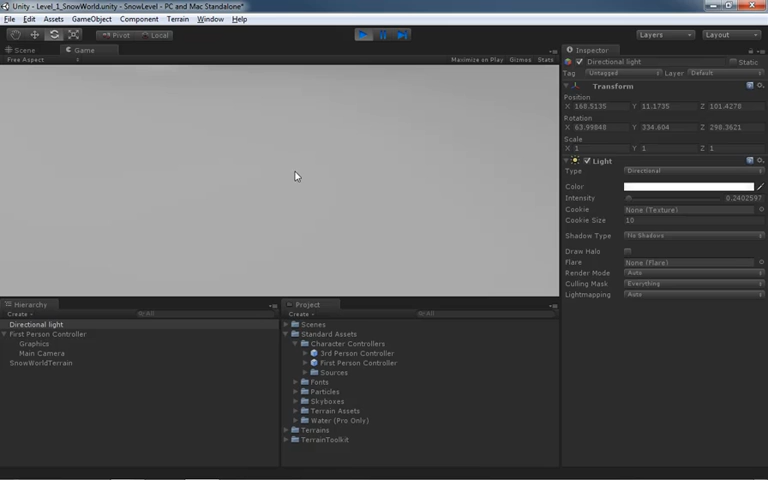 Unity - Level_1_SnowWorld.unity - SnowLevel - PC and Mac Standalone*
File Edit Assets GameObject Component Terrain Window Help
Pivot Local Layers Layout
Scene Game Inspector
Free Aspect Maximize on Play Gizmos Stats
Directional light Static
Tag Untagged Layer Default
Transform
Position
X 168.5135 Y 11.1735 Z 101.4278
Rotation
X 63.99848 Y 334.604 Z 298.3621
Scale
X 1 Y 1 Z 1
Light
Type Directional
Color
Intensity 0.2402597
Cookie None (Texture)
Cookie Size 10
Shadow Type No Shadows
Draw Halo
Flare None (Flare)
Render Mode Auto
Culling Mask Everything
Lightmapping Auto
Hierarchy
Create All
Directional light
First Person Controller
Graphics
Main Camera
SnowWorldTerrain
Project
Create All
Scenes
Standard Assets
Character Controllers
3rd Person Controller
First Person Controller
Sources
Fonts
Particles
Skyboxes
Terrain Assets
Water (Pro Only)
Terrains
TerrainToolkit